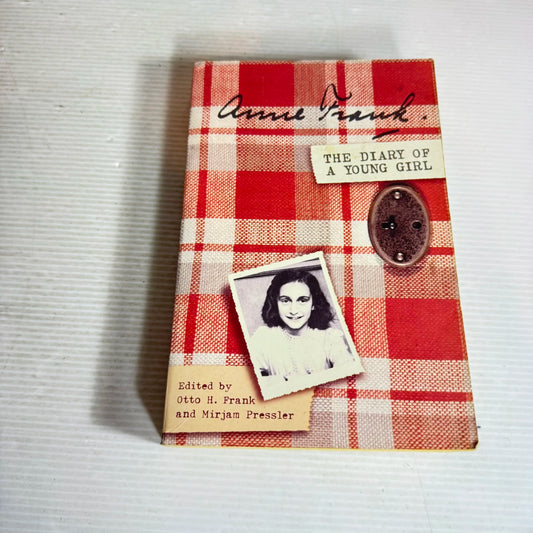 Anne Frank.
THE DIARY OF
A YOUNG GIRL
Edited by
Otto H. Frank
and Mirjam Pressler